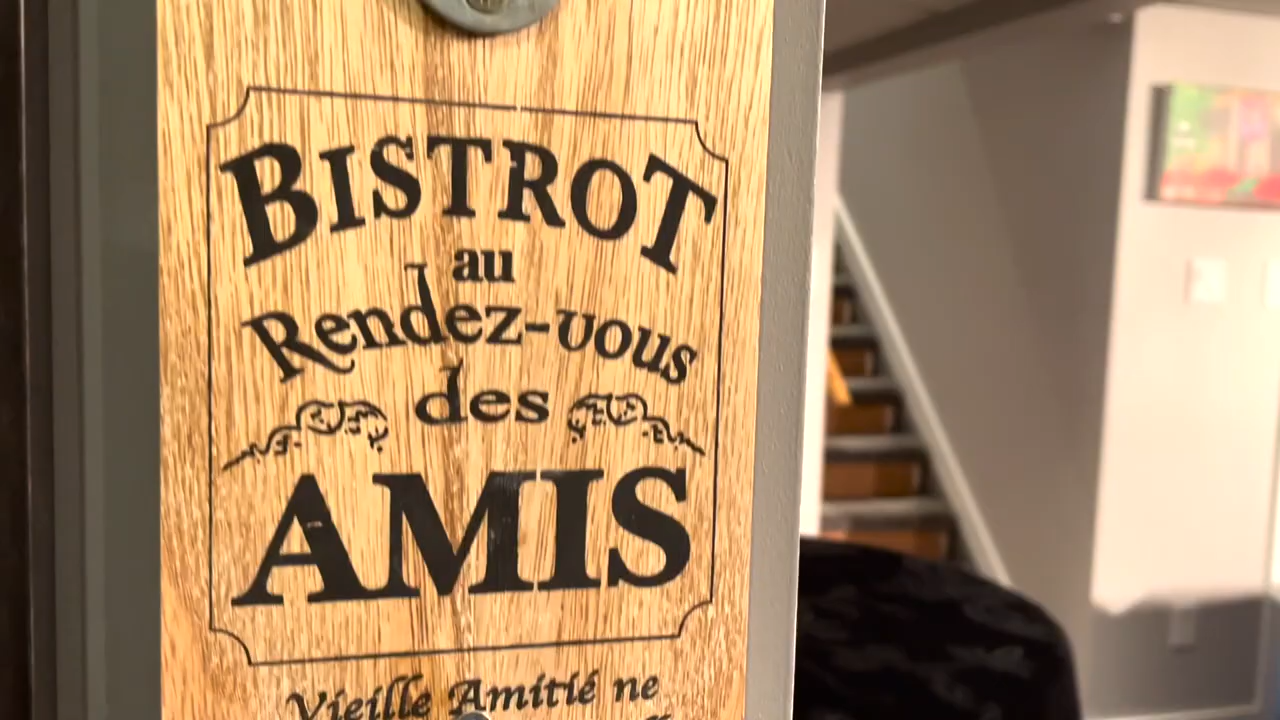 BISTROT
au
Rendez-vous
des
AMIS
Vieille Amitié ne